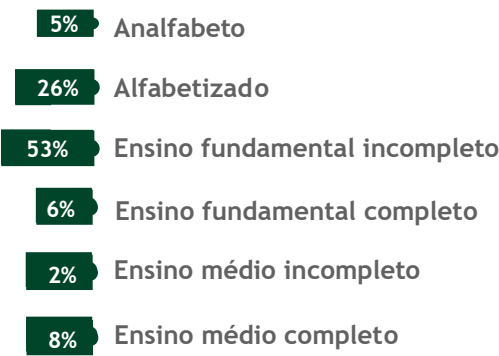 5% Analfabeto
26% Alfabetizado
53% Ensino fundamental incompleto
6% Ensino fundamental completo
2% Ensino médio incompleto
8% Ensino médio completo